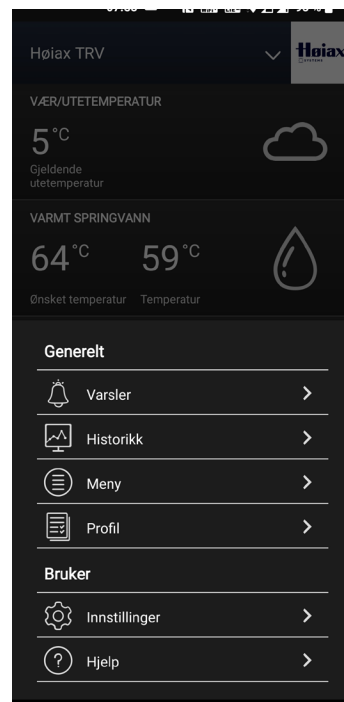 Høiax TRV
Høiax
SYSTEMS
VÆR/UTETEMPERATUR
5°C
Gjeldende
utetemperatur
VARMT SPRINGVANN
64°C 59°C
Ønsket temperatur Temperatur
Generelt
Varsler
Historikk
Meny
Profil
Bruker
Innstillinger
Hjelp